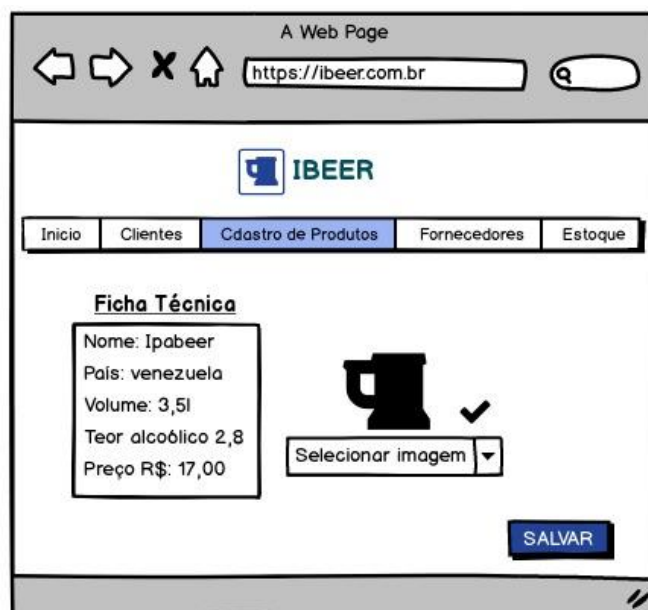 A Web Page
https://ibeer.com.br
IBEER
Inicio Clientes Cdastro de Produtos Fornecedores Estoque
Ficha Técnica
Nome: Ipabeer
País: venezuela
Volume: 3,5l
Teor alcoólico 2,8
Preço R$: 17,00
Selecionar imagem
SALVAR